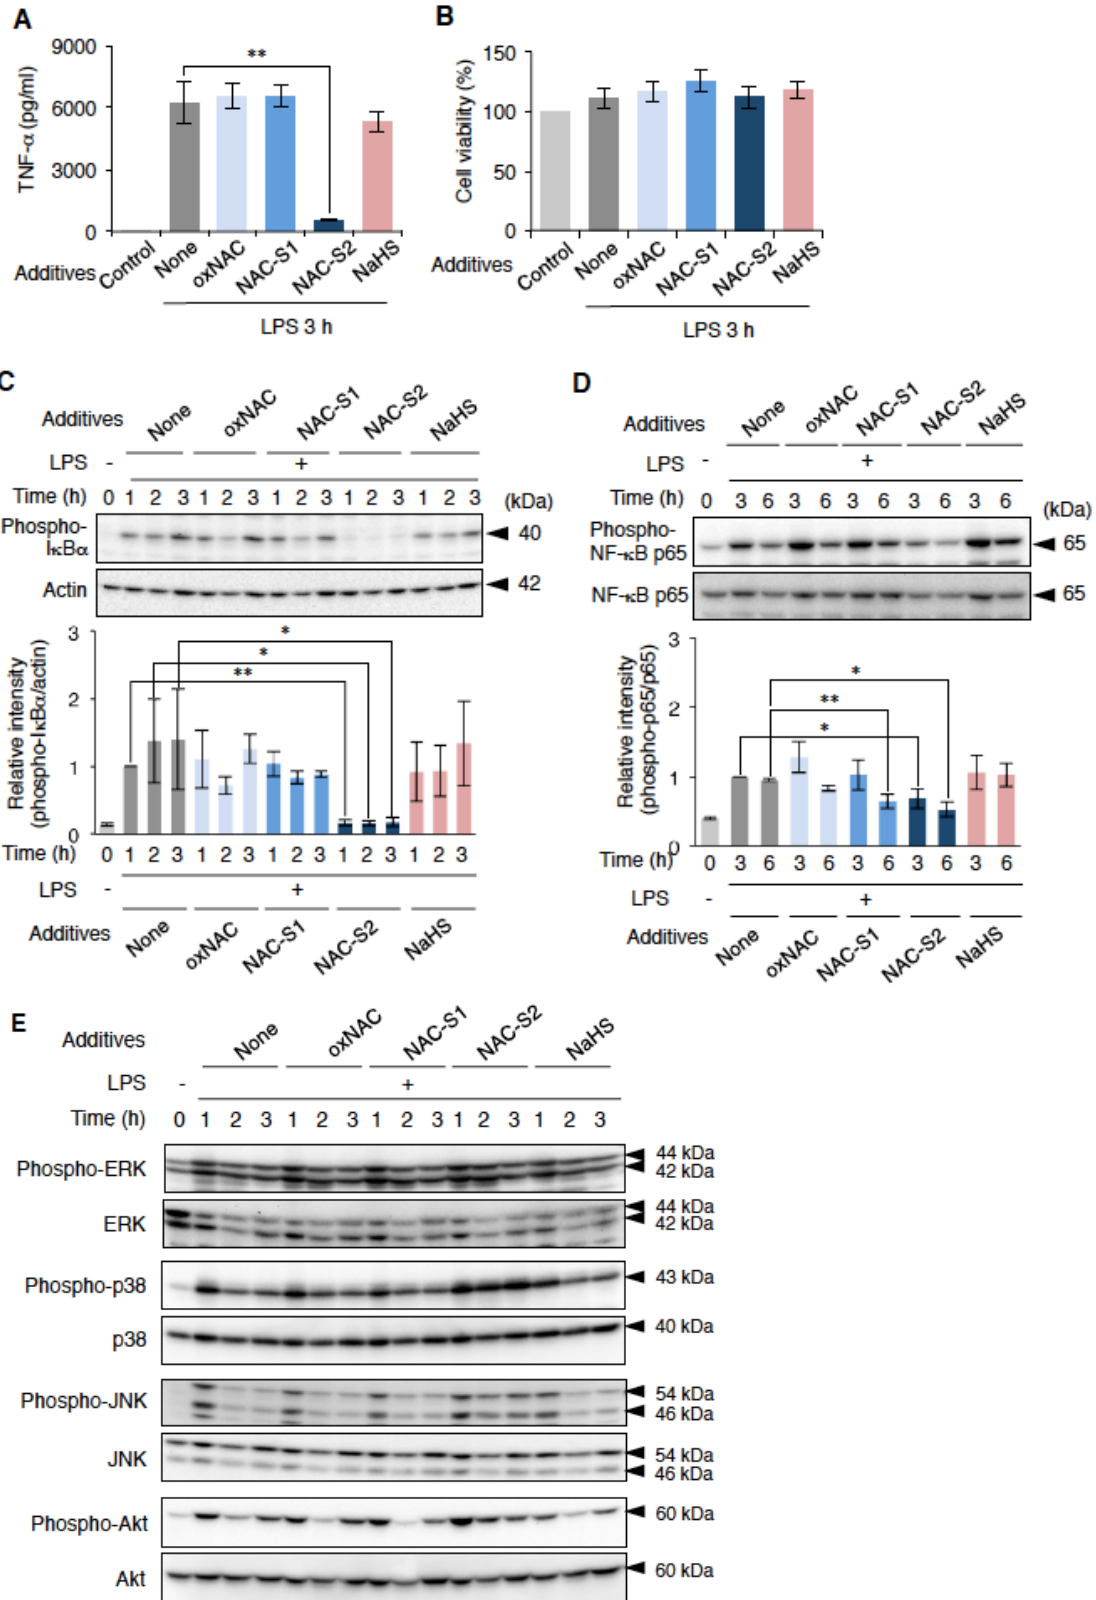 A
9000
6000
3000
0
TNF-α (pg/ml)
**
Additives
Control
None
oxNAC
NAC-S1
NAC-S2
NaHS
LPS 3 h
B
150
100
50
0
Cell viability (%)
Additives
Control
None
oxNAC
NAC-S1
NAC-S2
NaHS
LPS 3 h
C
Additives
None
oxNAC
NAC-S1
NAC-S2
NaHS
LPS - +
Time (h) 0 1 2 3 1 2 3 1 2 3 1 2 3 1 2 3 (kDa)
Phospho-
IκBα
40
Actin
42
3
2
1
0
Relative intensity
(phospho-IκBα/actin)
*
*
**
Time (h) 0 1 2 3 1 2 3 1 2 3 1 2 3 1 2 3
LPS - +
Additives
None
oxNAC
NAC-S1
NAC-S2
NaHS
D
Additives
None
oxNAC
NAC-S1
NAC-S2
NaHS
LPS - +
Time (h) 0 3 6 3 6 3 6 3 6 3 6
(kDa)
Phospho-
NF-κB p65
65
NF-κB p65
65
3
2
1
0
Relative intensity
(phospho-p65/p65)
*
**
*
Time (h) 0 3 6 3 6 3 6 3 6 3 6
LPS - +
Additives
None
oxNAC
NAC-S1
NAC-S2
NaHS
E
Additives
None
oxNAC
NAC-S1
NAC-S2
NaHS
LPS - +
Time (h) 0 1 2 3 1 2 3 1 2 3 1 2 3 1 2 3
Phospho-ERK
44 kDa
42 kDa
ERK
44 kDa
42 kDa
Phospho-p38
43 kDa
p38
40 kDa
Phospho-JNK
54 kDa
46 kDa
JNK
54 kDa
46 kDa
Phospho-Akt
60 kDa
Akt
60 kDa